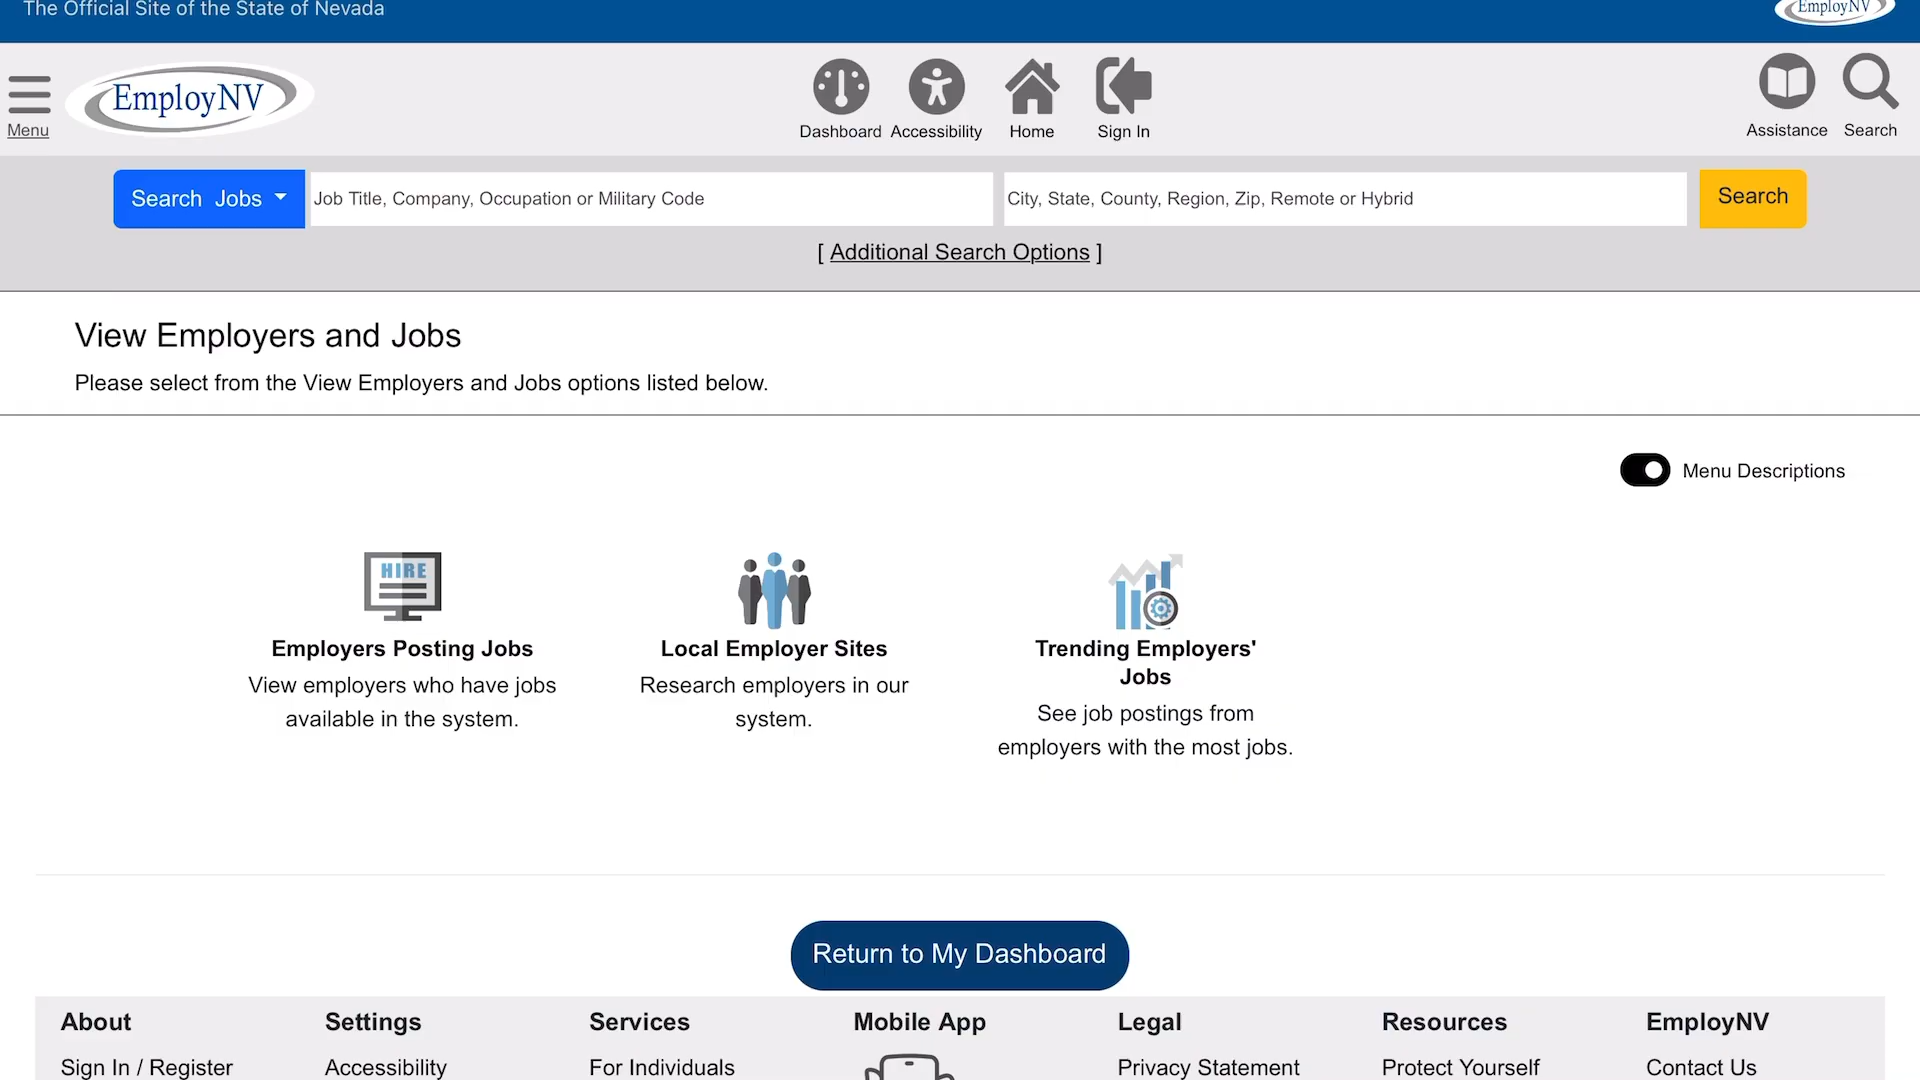 The Official Site of the State of Nevada
EmployNV
Menu
EmployNV
Dashboard
Accessibility
Home
Sign In
Assistance
Search
Search Jobs
Job Title, Company, Occupation or Military Code
City, State, County, Region, Zip, Remote or Hybrid
Search
[ Additional Search Options ]
View Employers and Jobs
Please select from the View Employers and Jobs options listed below.
Menu Descriptions
HIRE
Employers Posting Jobs
View employers who have jobs
available in the system.
Local Employer Sites
Research employers in our
system.
Trending Employers'
Jobs
See job postings from
employers with the most jobs.
Return to My Dashboard
About
Settings
Services
Mobile App
Legal
Resources
EmployNV
Sign In / Register
Accessibility
For Individuals
Privacy Statement
Protect Yourself
Contact Us